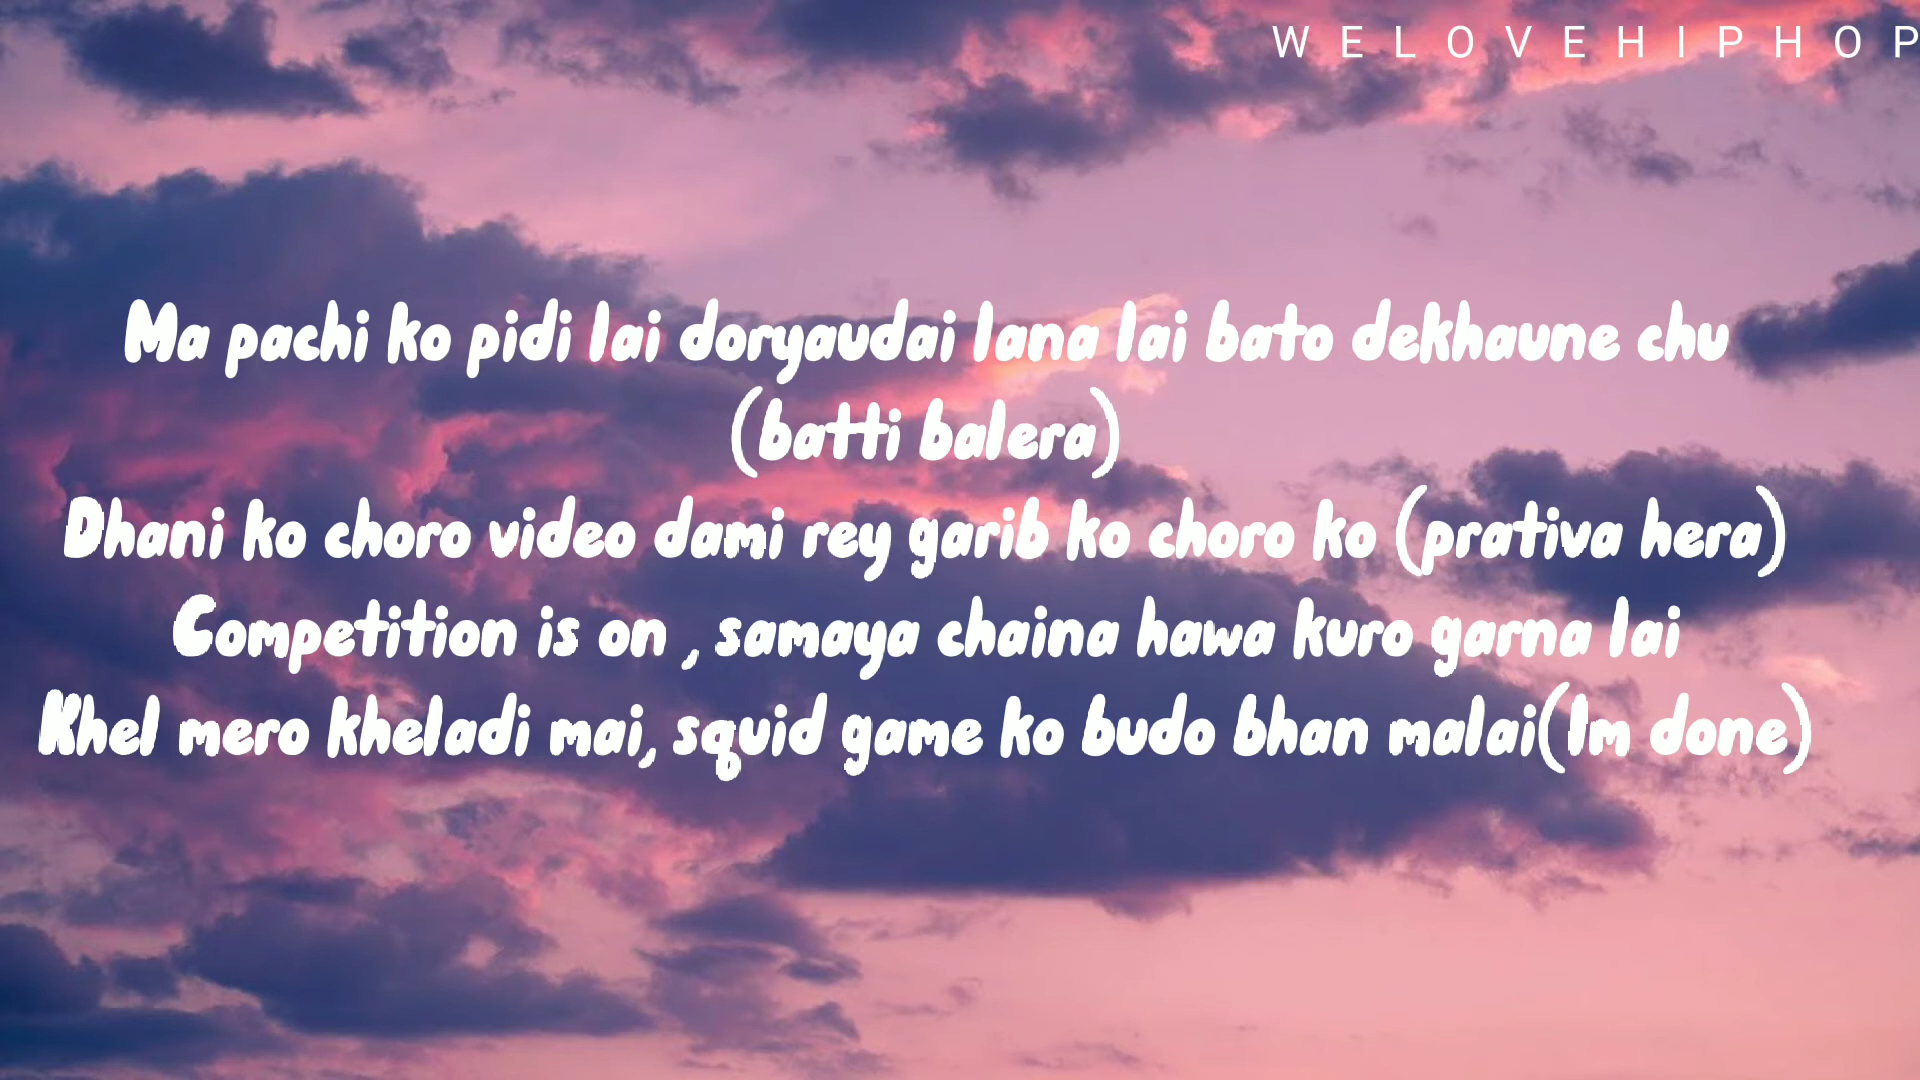 WELOVEHIPHOP
Ma pachi ko pidi lai doryaudai lana lai bato dekhaune chu
(batti balera)
Dhani ko choro video dami rey garib ko choro ko (prativa hera)
Competition is on , samaya chaina hawa kuro garna lai
Khel mero kheladi mai, squid game ko budo bhan malai(Im done)